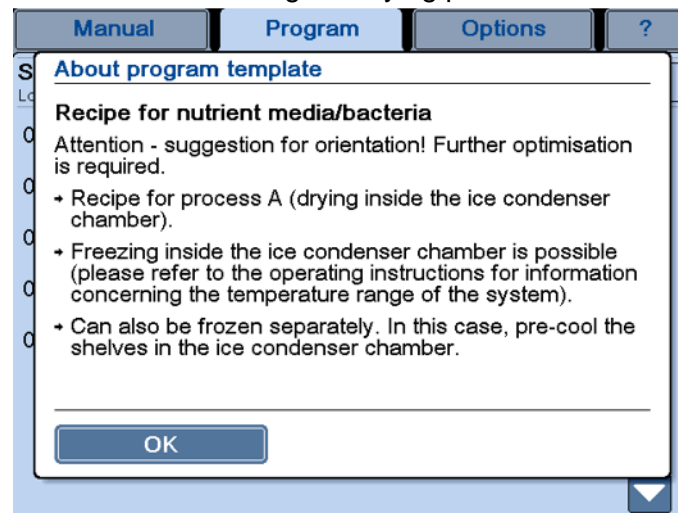 Manual Program Options ?
About program template
Recipe for nutrient media/bacteria
Attention - suggestion for orientation! Further optimisation
is required.
→ Recipe for process A (drying inside the ice condenser
chamber).
→ Freezing inside the ice condenser chamber is possible
(please refer to the operating instructions for information
concerning the temperature range of the system).
→ Can also be frozen separately. In this case, pre-cool the
shelves in the ice condenser chamber.
OK